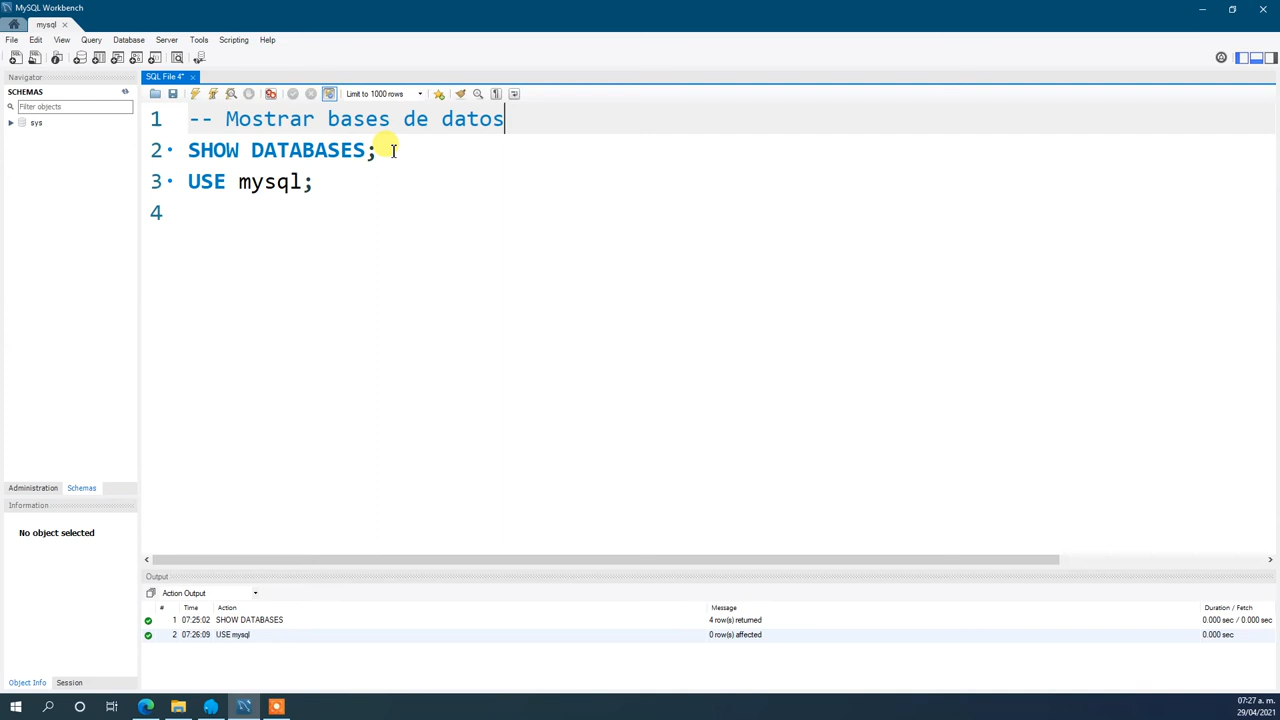 MySQL Workbench
mysql
File Edit View Query Database Server Tools Scripting Help
Navigator
SQL File 4*
SCHEMAS
Limit to 1000 rows
Filter objects
sys
1 -- Mostrar bases de datos
2 SHOW DATABASES;
3 USE mysql;
4
Administration Schemas
Information
No object selected
Output
Action Output
# Time Action Message Duration / Fetch
1 07:25:02 SHOW DATABASES 4 row(s) returned 0.000 sec / 0.000 sec
2 07:26:09 USE mysql 0 row(s) affected 0.000 sec
Object Info Session
07:27 a. m.
29/04/2021